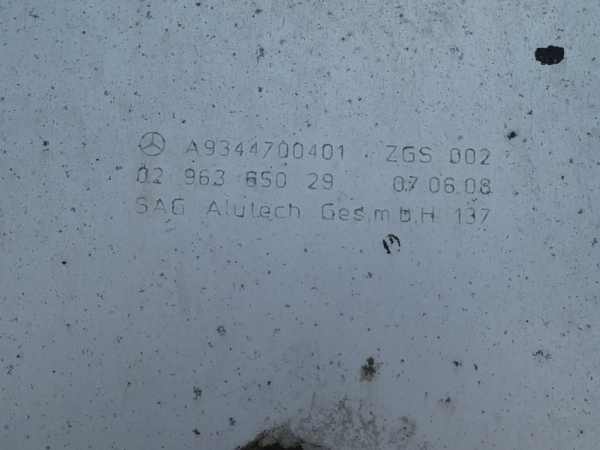 A9344700401 ZGS 002
02 963 650 29 07.06.08
SAG Alutech Ges.m.b.H 137